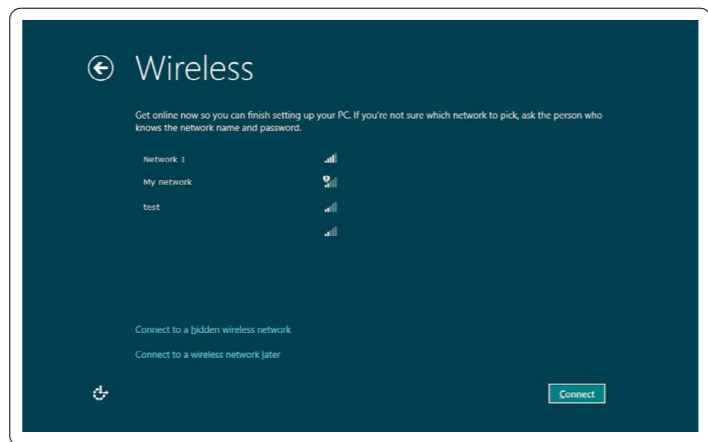 Wireless
Get online now so you can finish setting up your PC. If you're not sure which network to pick, ask the person who
knows the network name and password.
Network 1
My network
test
Connect to a hidden wireless network
Connect to a wireless network later
Connect